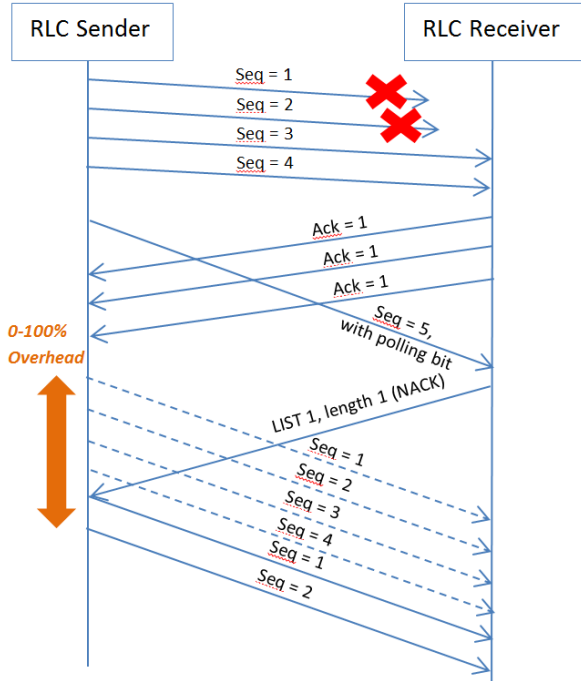 RLC Sender
RLC Receiver
Seq = 1
Seq = 2
Seq = 3
Seq = 4
Ack = 1
Ack = 1
Ack = 1
Seq = 5,
with polling bit
0-100%
Overhead
LIST 1, length 1 (NACK)
Seq = 1
Seq = 2
Seq = 3
Seq = 4
Seq = 1
Seq = 2